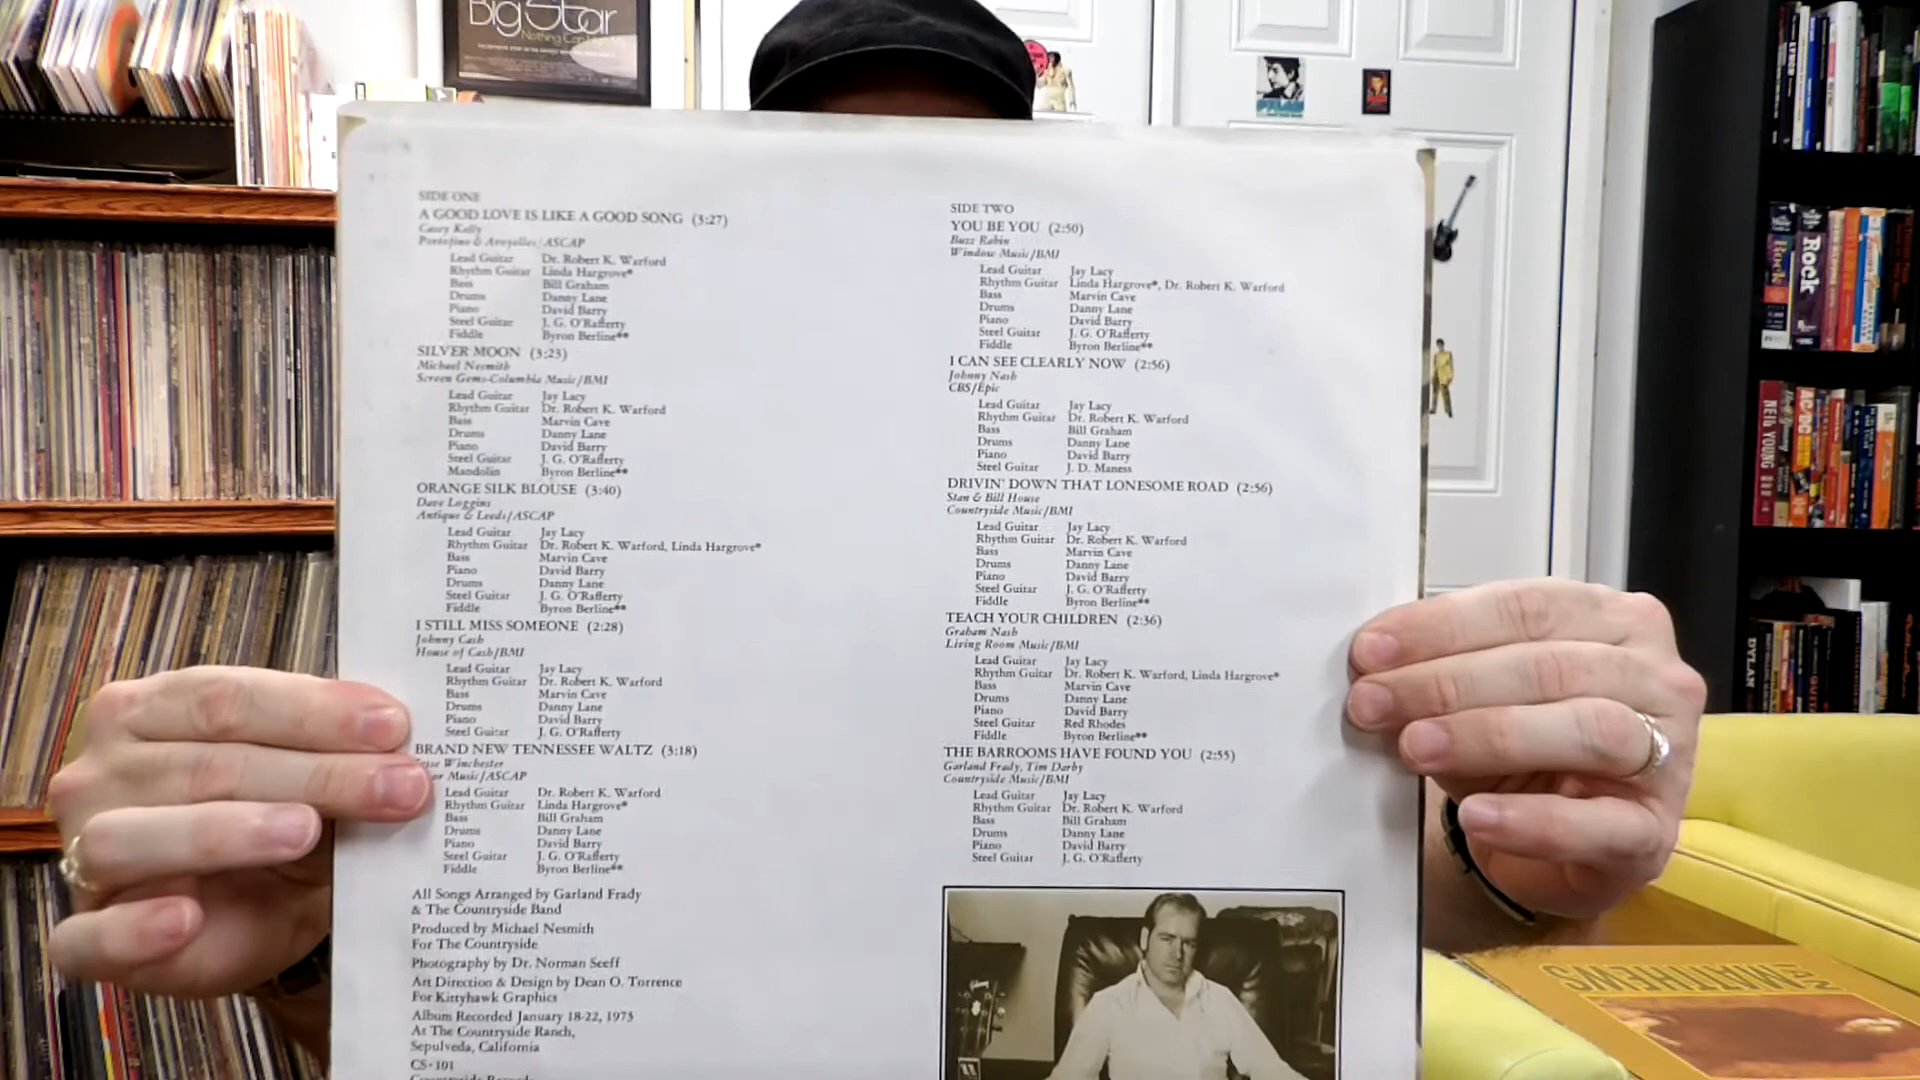 Big Star
SIDE ONE
A GOOD LOVE IS LIKE A GOOD SONG (3:27)
Casey Kelly
Portofino & Avoyelles/ASCAP
Lead Guitar Dr. Robert K. Warford
Rhythm Guitar Linda Hargrove*
Bass Bill Graham
Drums Danny Lane
Piano David Barry
Steel Guitar J. G. O'Rafferty
Fiddle Byron Berline**
SILVER MOON (3:23)
Michael Nesmith
Screen Gems-Columbia Music/BMI
Lead Guitar Jay Lacy
Rhythm Guitar Dr. Robert K. Warford
Bass Marvin Cave
Drums Danny Lane
Piano David Barry
Steel Guitar J. G. O'Rafferty
Mandolin Byron Berline**
ORANGE SILK BLOUSE (3:40)
Dave Loggins
Antique & Leeds/ASCAP
Lead Guitar Jay Lacy
Rhythm Guitar Dr. Robert K. Warford, Linda Hargrove*
Bass Marvin Cave
Piano David Barry
Drums Danny Lane
Steel Guitar J. G. O'Rafferty
Fiddle Byron Berline**
I STILL MISS SOMEONE (2:28)
Johnny Cash
House of Cash/BMI
Lead Guitar Jay Lacy
Rhythm Guitar Dr. Robert K. Warford
Bass Marvin Cave
Drums Danny Lane
Piano David Barry
Steel Guitar J. G. O'Rafferty
BRAND NEW TENNESSEE WALTZ (3:18)
Winchester
Music/ASCAP
Lead Guitar Dr. Robert K. Warford
Rhythm Guitar Linda Hargrove*
Bass Bill Graham
Drums Danny Lane
Piano David Barry
Steel Guitar J. G. O'Rafferty
Fiddle Byron Berline**
All Songs Arranged by Garland Frady
& The Countryside Band
Produced by Michael Nesmith
For The Countryside
Photography by Dr. Norman Seeff
Art Direction & Design by Dean O. Torrence
For Kittyhawk Graphics
Album Recorded January 18-22, 1973
At The Countryside Ranch,
Sepulveda, California
CS-101
SIDE TWO
YOU BE YOU (2:50)
Buzz Rabin
Window Music/BMI
Lead Guitar Jay Lacy
Rhythm Guitar Linda Hargrove*, Dr. Robert K. Warford
Bass Marvin Cave
Drums Danny Lane
Piano David Barry
Steel Guitar J. G. O'Rafferty
Fiddle Byron Berline**
I CAN SEE CLEARLY NOW (2:56)
Johnny Nash
CBS/Epic
Lead Guitar Jay Lacy
Rhythm Guitar Dr. Robert K. Warford
Bass Bill Graham
Drums Danny Lane
Piano David Barry
Steel Guitar J. D. Maness
DRIVIN' DOWN THAT LONESOME ROAD (2:56)
Stan & Bill House
Countryside Music/BMI
Lead Guitar Jay Lacy
Rhythm Guitar Dr. Robert K. Warford
Bass Marvin Cave
Drums Danny Lane
Piano David Barry
Steel Guitar J. G. O'Rafferty
Fiddle Byron Berline**
TEACH YOUR CHILDREN (2:36)
Graham Nash
Living Room Music/BMI
Lead Guitar Jay Lacy
Rhythm Guitar Dr. Robert K. Warford, Linda Hargrove*
Bass Marvin Cave
Drums Danny Lane
Piano David Barry
Steel Guitar Red Rhodes
Fiddle Byron Berline**
THE BARROOMS HAVE FOUND YOU (2:55)
Garland Frady, Tim Darby
Countryside Music/BMI
Lead Guitar Jay Lacy
Rhythm Guitar Dr. Robert K. Warford
Bass Bill Graham
Drums Danny Lane
Piano David Barry
Steel Guitar J. G. O'Rafferty
DYLAN
Rock
Rock
NEIL YOUNG
AC/DC
DYLAN
MATTHEWS